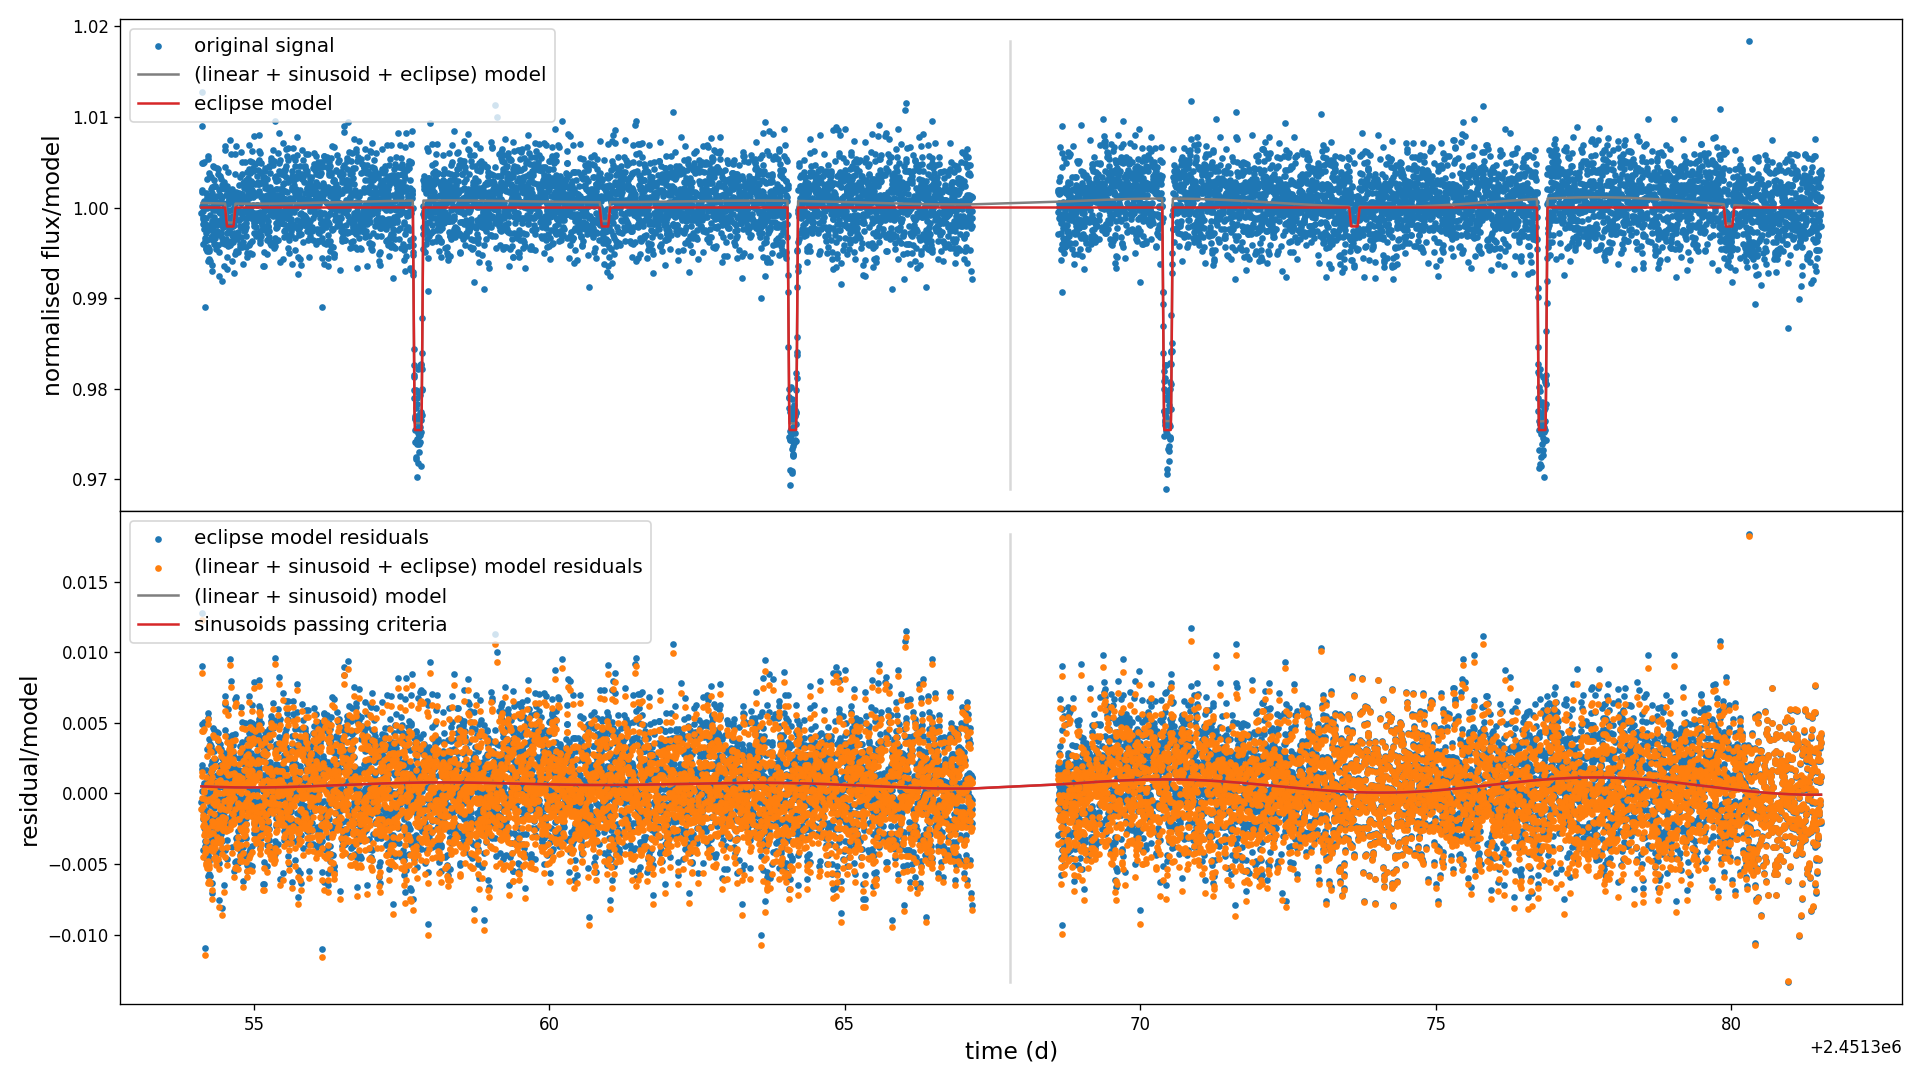 1.02
1.01
1.00
0.99
0.98
0.97
normalised flux/model
original signal
(linear + sinusoid + eclipse) model
eclipse model
0.015
0.010
0.005
0.000
−0.005
−0.010
residual/model
eclipse model residuals
(linear + sinusoid + eclipse) model residuals
(linear + sinusoid) model
sinusoids passing criteria
55
60
65
70
75
80
time (d)
+2.4513e6